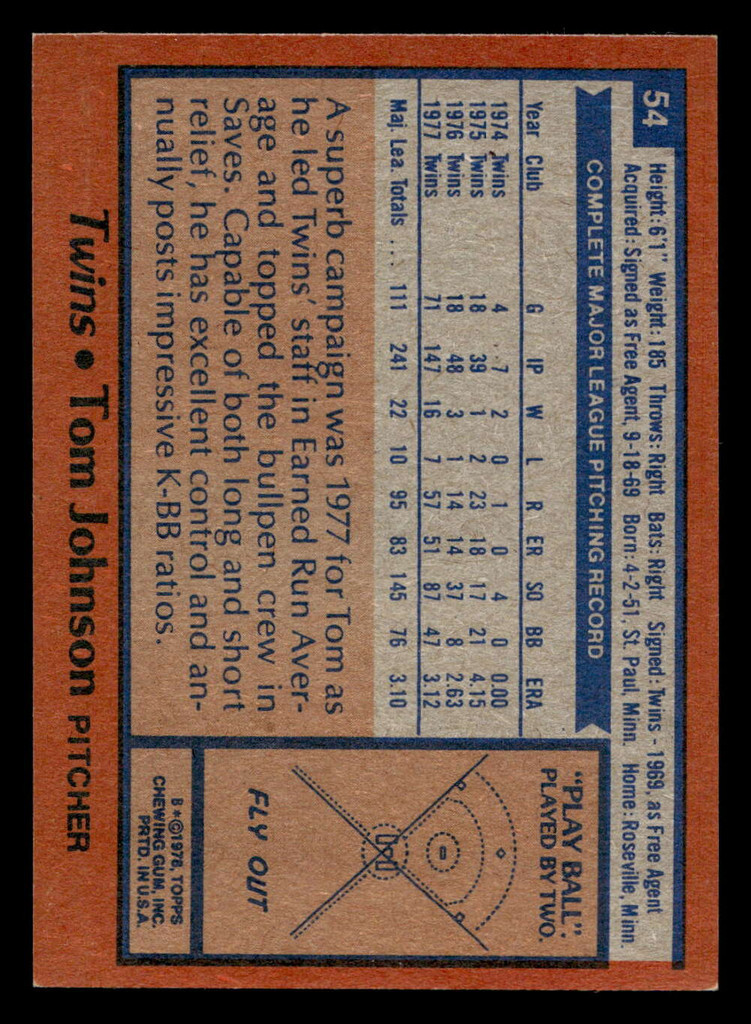 54
Height: 6'1" Weight: 185 Throws: Right Bats: Right Signed: Twins - 1969, as Free Agent
Acquired: Signed as Free Agent, 9-18-69 Born: 4-2-51, St. Paul, Minn. Home: Roseville, Minn.
COMPLETE MAJOR LEAGUE PITCHING RECORD
Year Club G IP W L R ER SO BB ERA
1974 Twins 4 7 2 0 1 0 4 0 0.00
1975 Twins 18 39 1 2 23 18 17 21 4.15
1976 Twins 18 48 3 1 14 14 37 8 2.63
1977 Twins 71 147 16 7 57 51 87 47 3.12
Maj. Lea. Totals ... 111 241 22 10 95 83 145 76 3.10
A superb campaign was 1977 for Tom as
he led Twins' staff in Earned Run Aver-
age and topped the bullpen crew in
Saves. Capable of both long and short
relief, he has excellent control and an-
nually posts impressive K-BB ratios.
"PLAY BALL":
PLAYED BY TWO.
FLY OUT
B*©1978, TOPPS
CHEWING GUM, INC.
PRTD. IN U.S.A.
Twins • Tom Johnson PITCHER